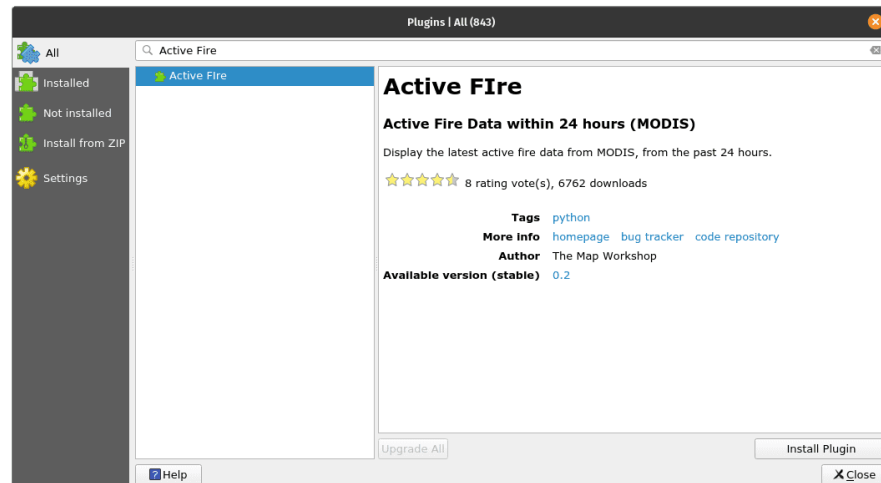 Plugins | All (843)
All
Active Fire
Installed
Not installed
Install from ZIP
Settings
Active FIre
Active FIre
Active Fire Data within 24 hours (MODIS)
Display the latest active fire data from MODIS, from the past 24 hours.
8 rating vote(s), 6762 downloads
Tags python
More info homepage bug tracker code repository
Author The Map Workshop
Available version (stable) 0.2
Upgrade All
Install Plugin
? Help
Close